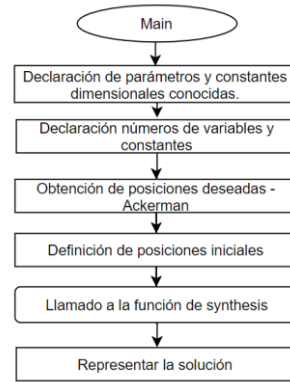 Main
Declaración de parámetros y constantes
dimensionales conocidas.
Declaración números de variables y
constantes
Obtención de posiciones deseadas -
Ackerman
Definición de posiciones iniciales
Llamado a la función de synthesis
Representar la solución